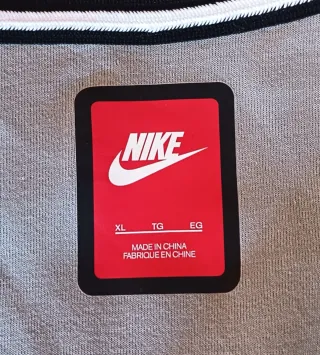 NIKE
XL TG EG
MADE IN CHINA
FABRIQUE EN CHINE